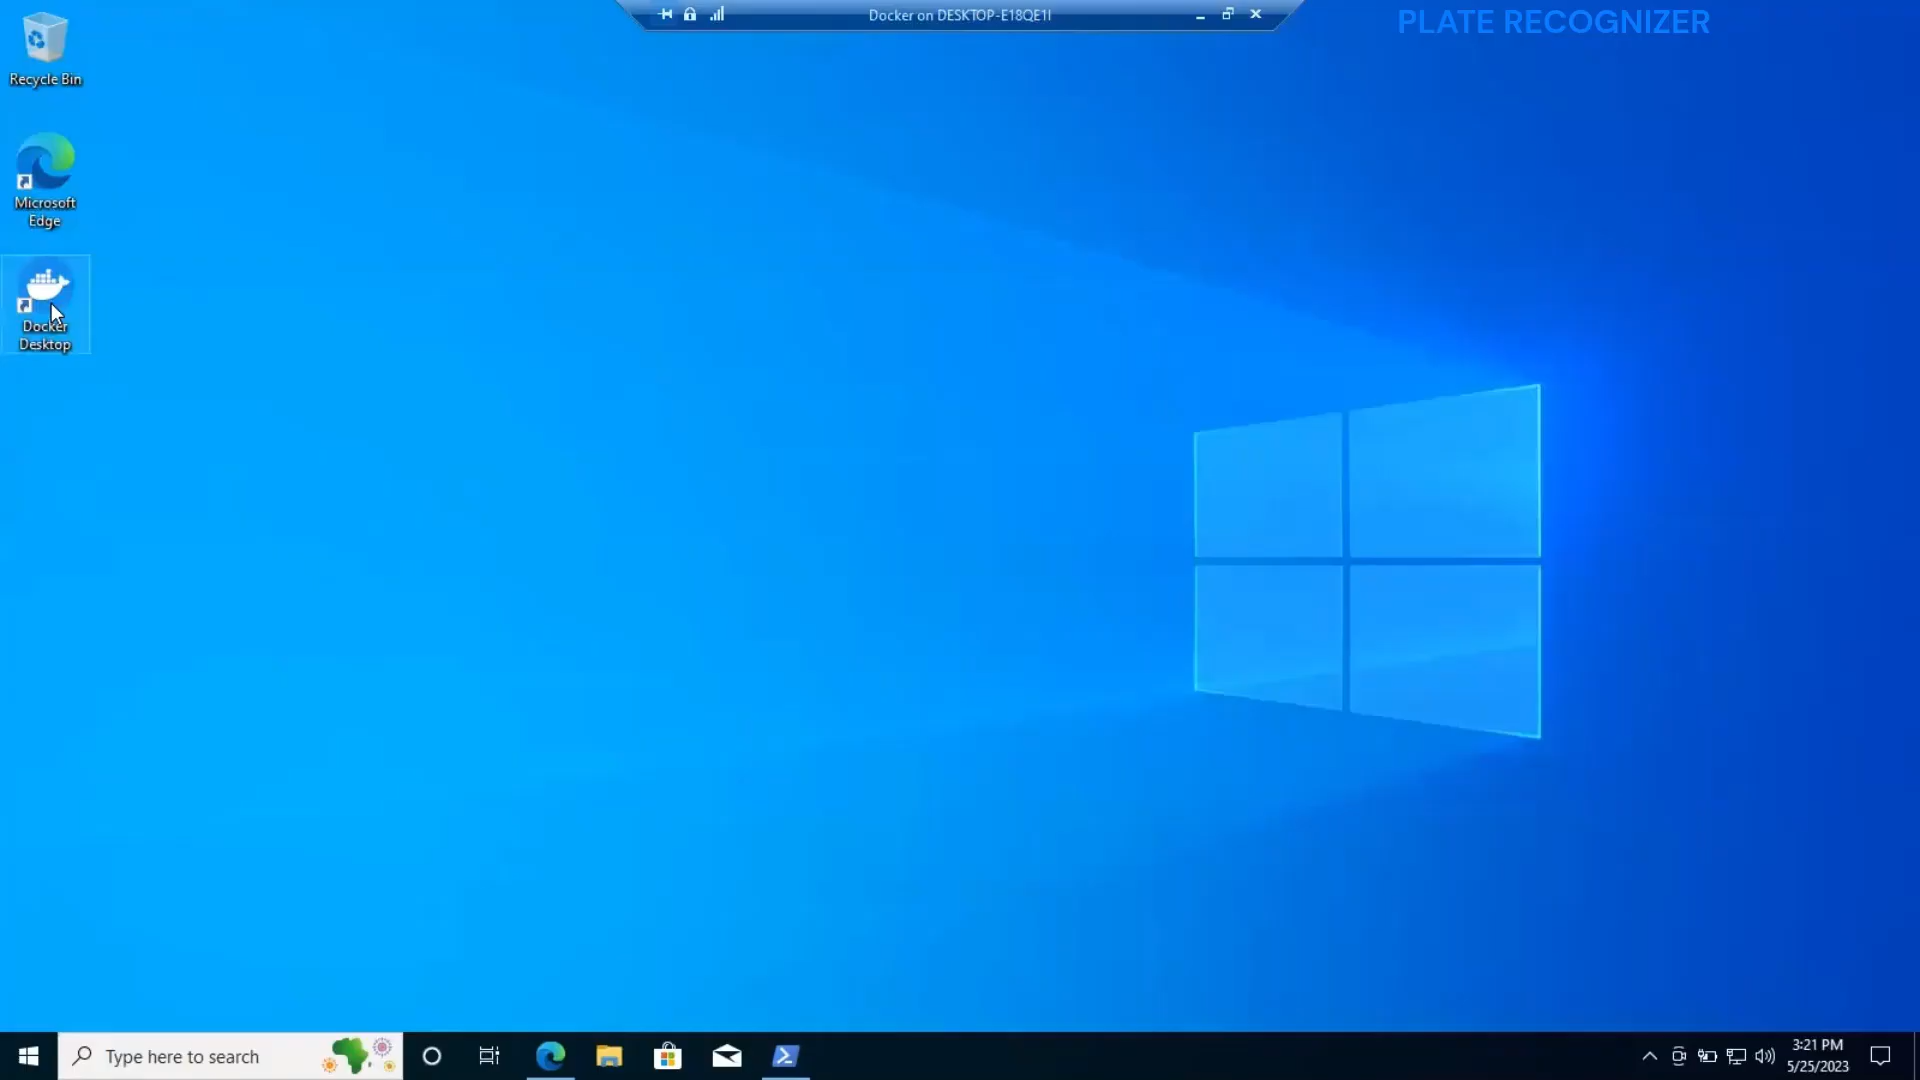 Docker on DESKTOP-E18QE1I
PLATE RECOGNIZER
Recycle Bin
Microsoft
Edge
Docker
Desktop
Type here to search
3:21 PM
5/25/2023